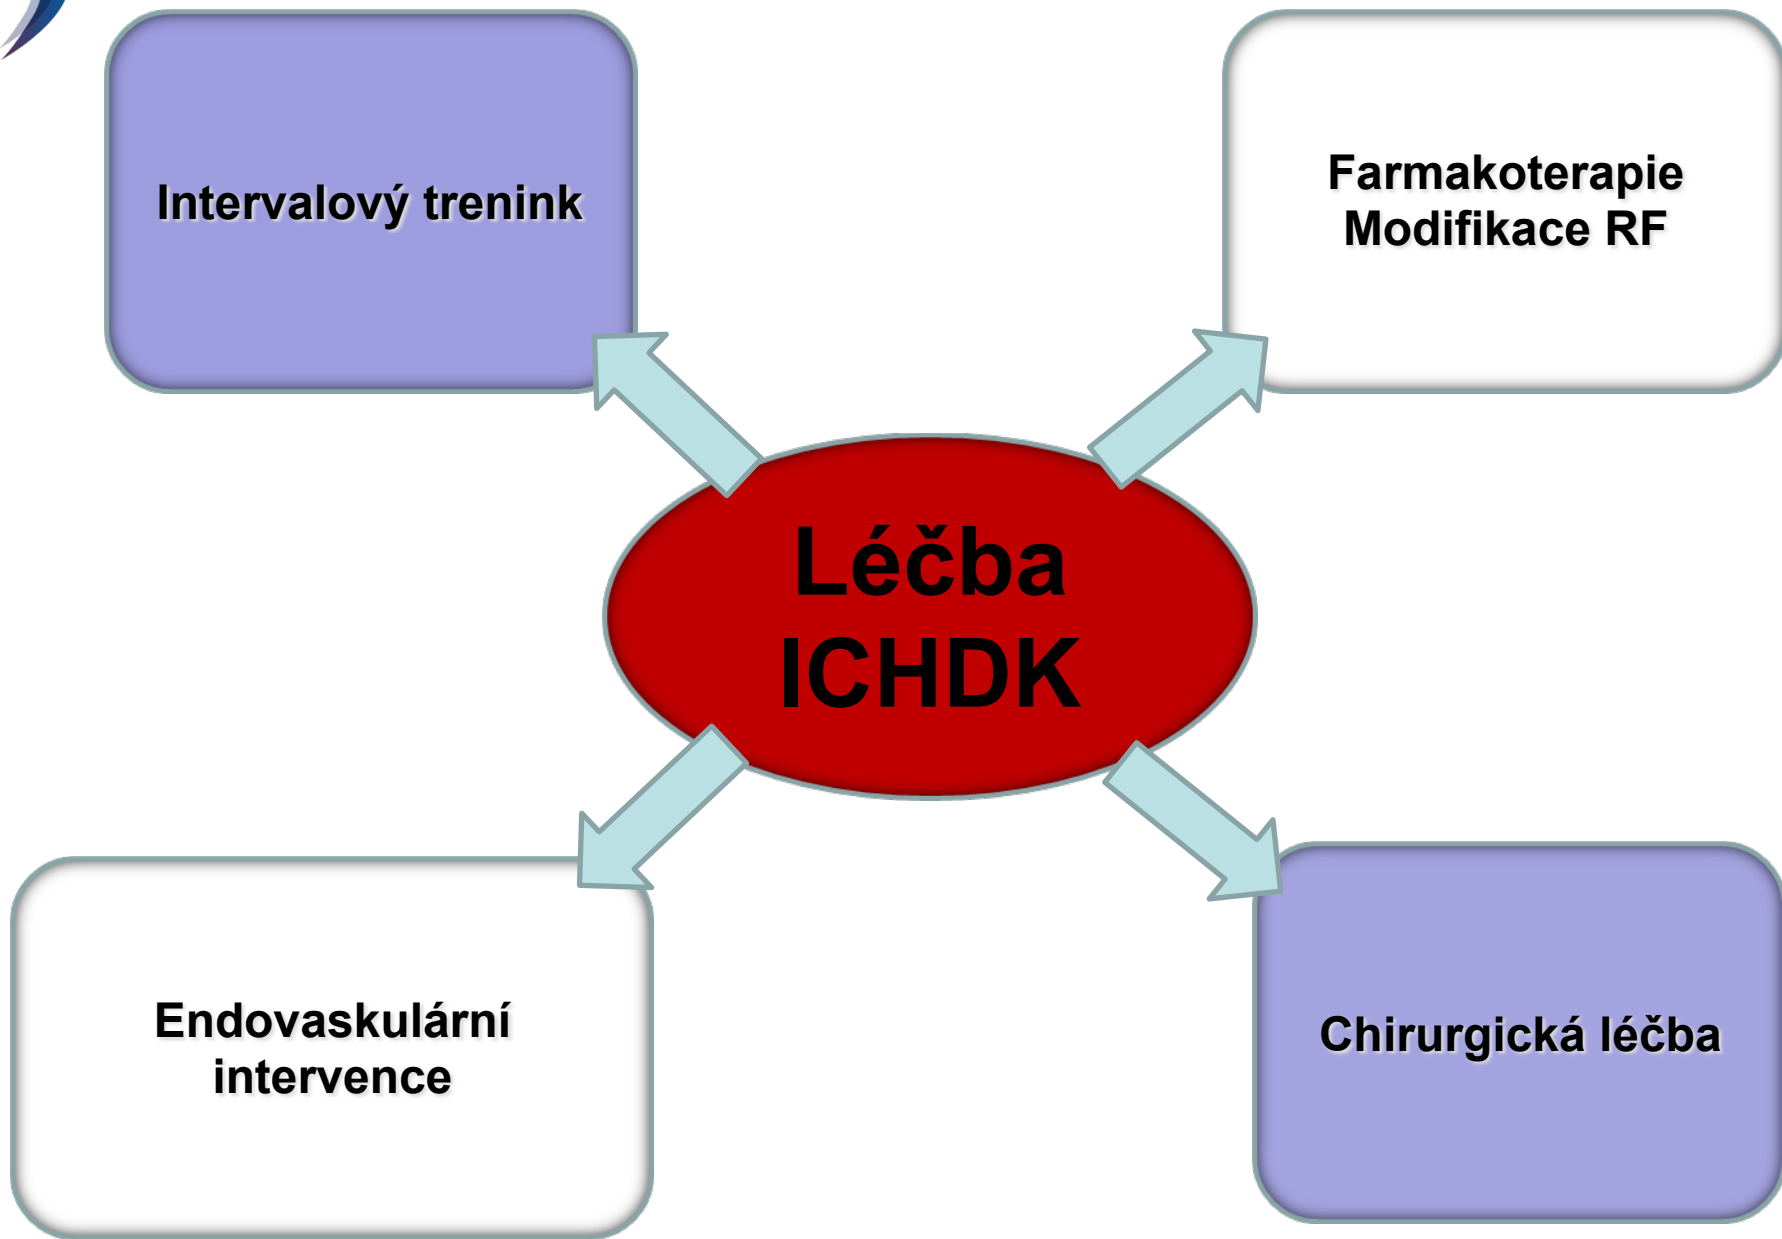 Intervalový trenink
Farmakoterapie
Modifikace RF
Léčba
ICHDK
Endovaskulární
intervence
Chirurgická léčba